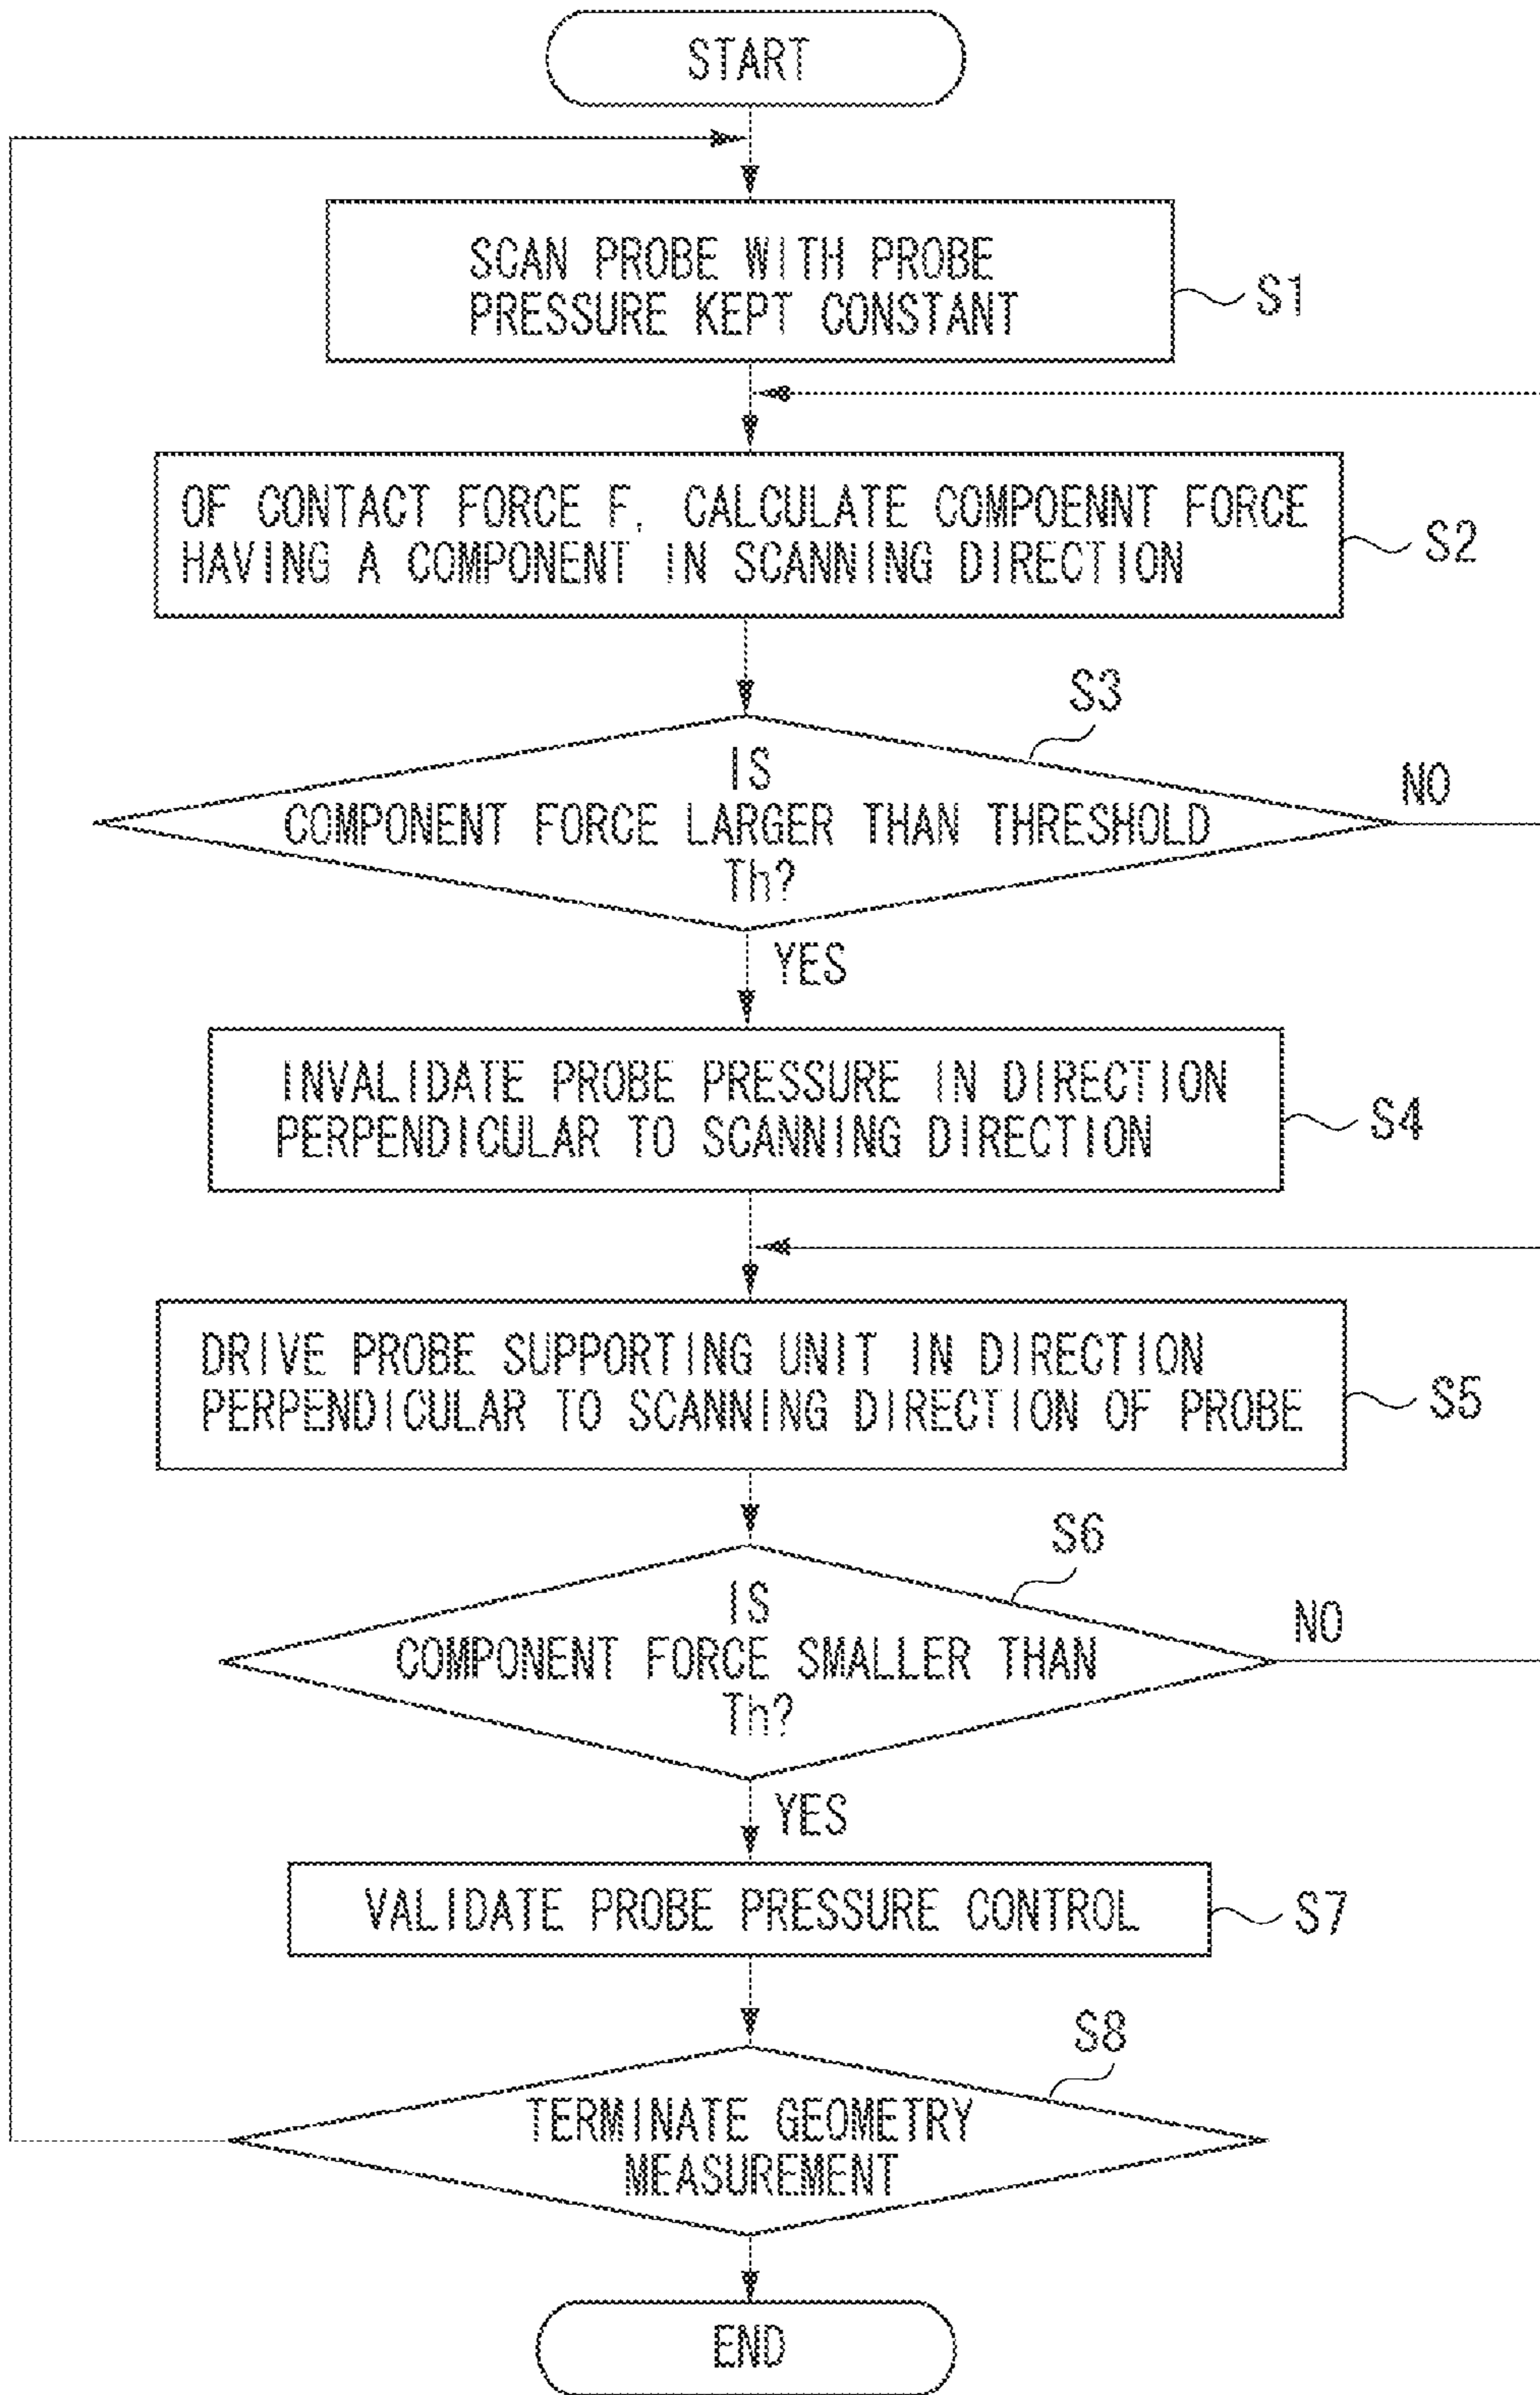 START
SCAN PROBE WITH PROBE
PRESSURE KEPT CONSTANT
S1
OF CONTACT FORCE F, CALCULATE COMPOENNT FORCE
HAVING A COMPONENT IN SCANNING DIRECTION
S2
S3
IS
COMPONENT FORCE LARGER THAN THRESHOLD
Th?
NO
YES
INVALIDATE PROBE PRESSURE IN DIRECTION
PERPENDICULAR TO SCANNING DIRECTION
S4
DRIVE PROBE SUPPORTING UNIT IN DIRECTION
PERPENDICULAR TO SCANNING DIRECTION OF PROBE
S5
S6
IS
COMPONENT FORCE SMALLER THAN
Th?
NO
YES
VALIDATE PROBE PRESSURE CONTROL
S7
S8
TERMINATE GEOMETRY
MEASUREMENT
END